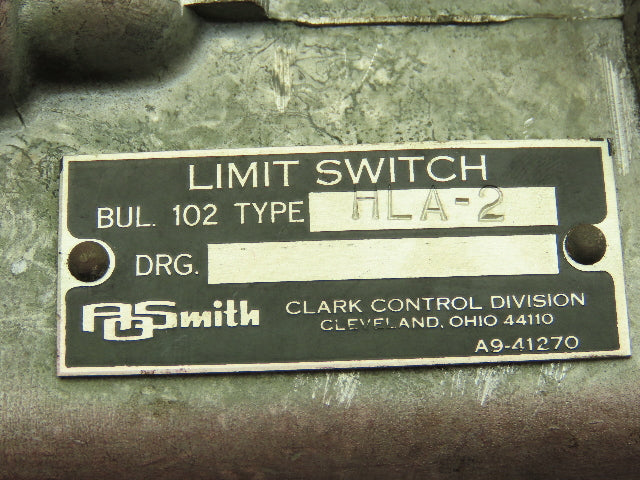 LIMIT SWITCH
BUL. 102 TYPE HLA-2
DRG.
AOSmith CLARK CONTROL DIVISION
CLEVELAND, OHIO 44110
A9-41270